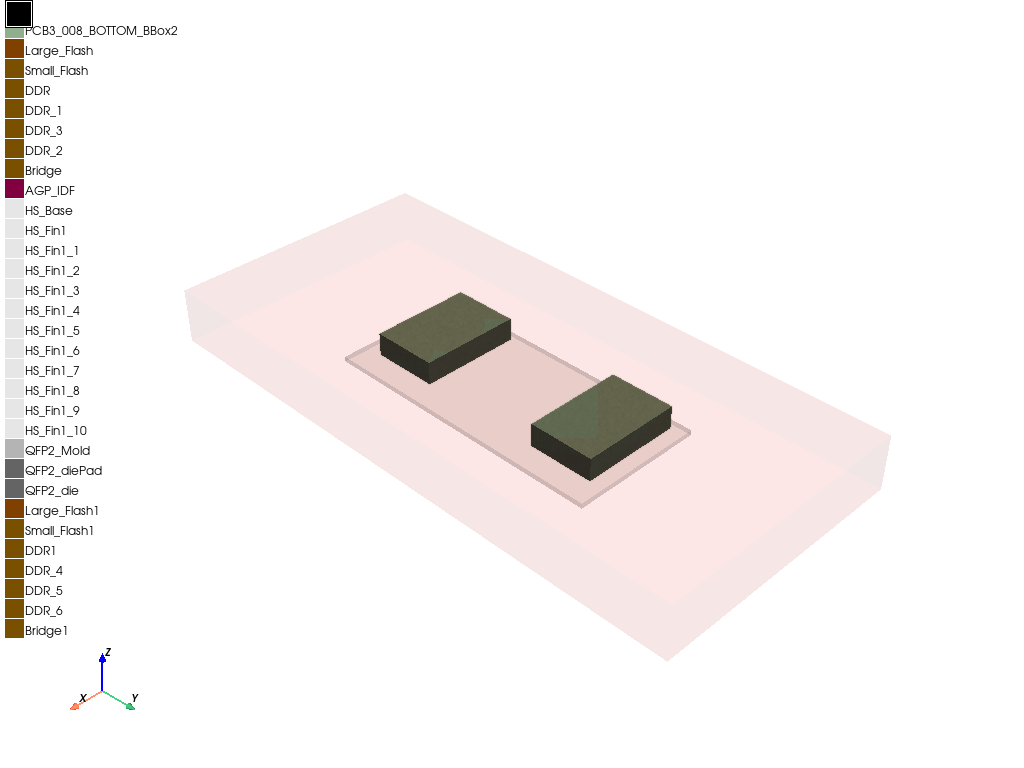 PCB3_008_BOTTOM_BBox2
Large_Flash
Small_Flash
DDR
DDR_1
DDR_3
DDR_2
Bridge
AGP_IDF
HS_Base
HS_Fin1
HS_Fin1_1
HS_Fin1_2
HS_Fin1_3
HS_Fin1_4
HS_Fin1_5
HS_Fin1_6
HS_Fin1_7
HS_Fin1_8
HS_Fin1_9
HS_Fin1_10
QFP2_Mold
QFP2_diePad
QFP2_die
Large_Flash1
Small_Flash1
DDR1
DDR_4
DDR_5
DDR_6
Bridge1
Z
X
Y